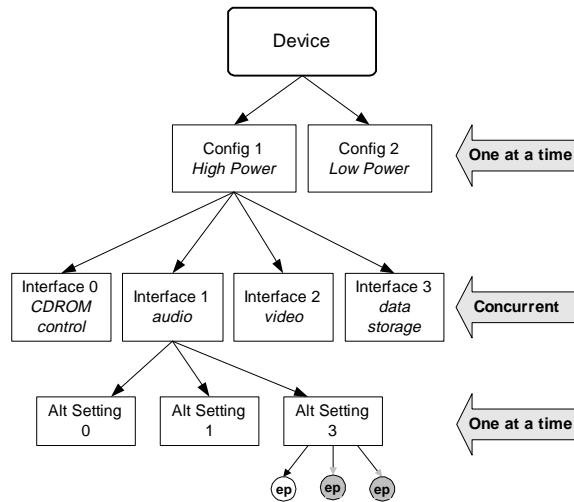 Device
Config 1
High Power
Config 2
Low Power
One at a time
Interface 0
CDROM
control
Interface 1
audio
Interface 2
video
Interface 3
data
storage
Concurrent
Alt Setting
0
Alt Setting
1
Alt Setting
3
One at a time
ep
ep
ep